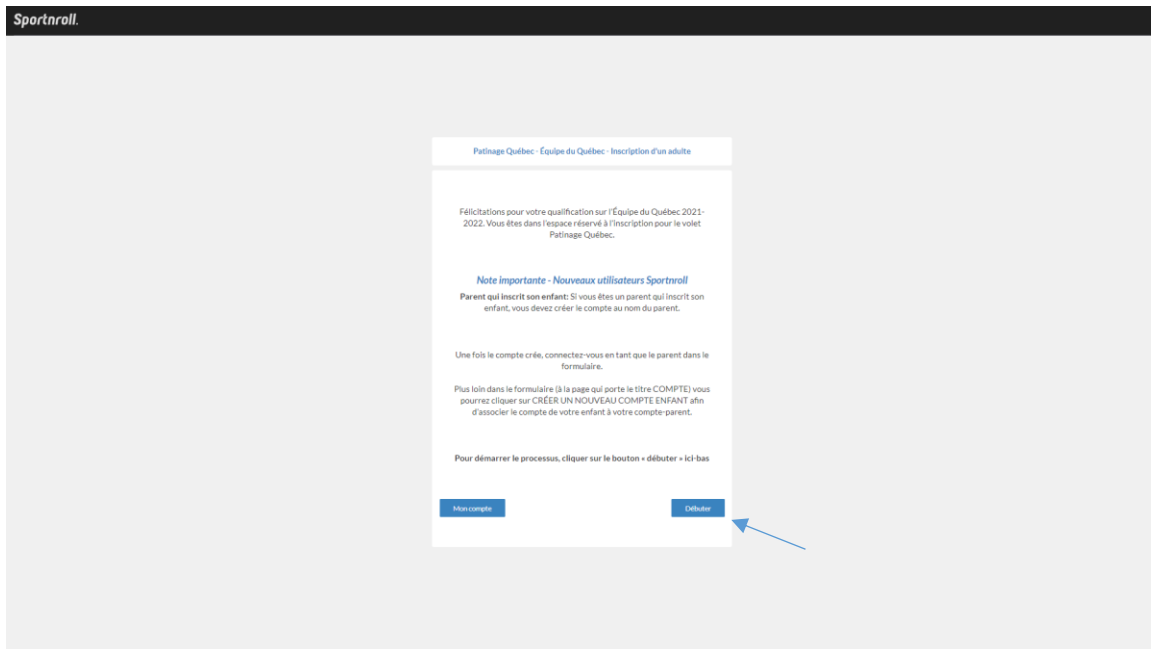 Sportnroll.
Patinage Québec - Équipe du Québec - Inscription d'un adulte
Félicitations pour votre qualification sur l'Équipe du Québec 2021-
2022. Vous êtes dans l'espace réservé à l'inscription pour le volet
Patinage Québec.
Note importante - Nouveaux utilisateurs Sportnroll
Parent qui inscrit son enfant: Si vous êtes un parent qui inscrit son
enfant, vous devez créer le compte au nom du parent.
Une fois le compte crée, connectez-vous en tant que le parent dans le
formulaire.
Plus loin dans le formulaire (à la page qui porte le titre COMPTE) vous
pourrez cliquer sur CRÉER UN NOUVEAU COMPTE ENFANT afin
d'associer le compte de votre enfant à votre compte-parent.
Pour démarrer le processus, cliquer sur le bouton « débuter » ici-bas
Mon compte
Débuter